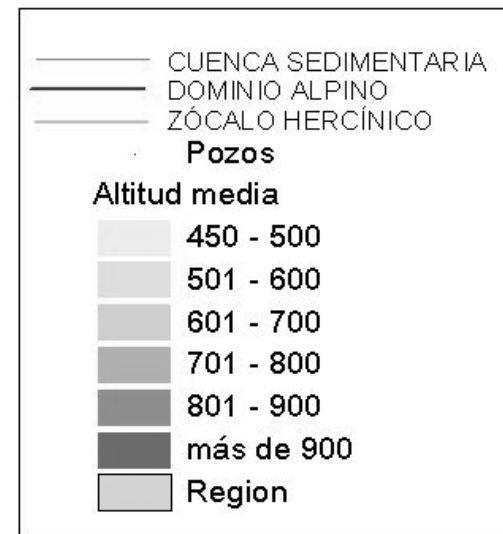 CUENCA SEDIMENTARIA
DOMINIO ALPINO
ZÓCALO HERCÍNICO
Pozos
Altitud media
450 - 500
501 - 600
601 - 700
701 - 800
801 - 900
más de 900
Region